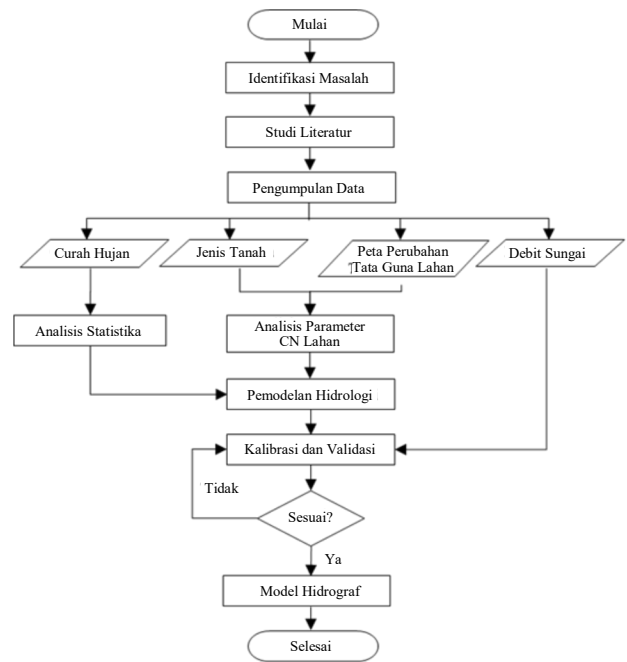 Mulai
Identifikasi Masalah
Studi Literatur
Pengumpulan Data
Curah Hujan
Jenis Tanah
Peta Perubahan
Tata Guna Lahan
Debit Sungai
Analisis Statistika
Analisis Parameter
CN Lahan
Pemodelan Hidrologi
Kalibrasi dan Validasi
Tidak
Sesuai?
Ya
Model Hidrograf
Selesai